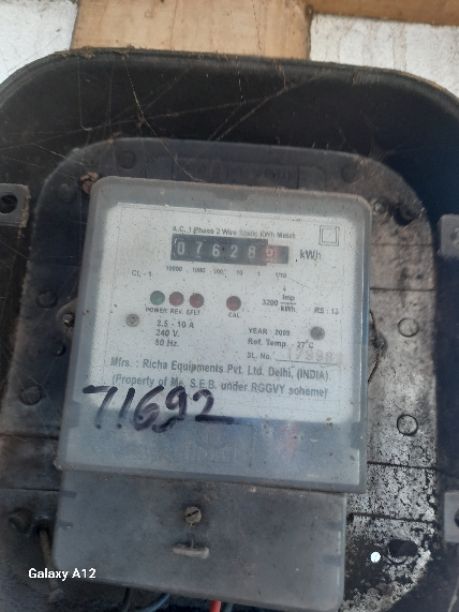 A.C. 1 Phase 2 Wire Static kWh Meter
07628 kWh
10000 1000 100 10 1 1/10
CL - 1
3200 Imp/kWh. RS : 13
POWER REV. EFLT CAL.
2.5 - 10 A
240 V.
50 Hz.
YEAR 2009
Ref. Temp. 27°C
SL. No.
Mfrs. : Richa Equipments Pvt. Ltd. Delhi, (INDIA)
(Property of M. S.E.B. under RGGVY scheme)
71692
Galaxy A12